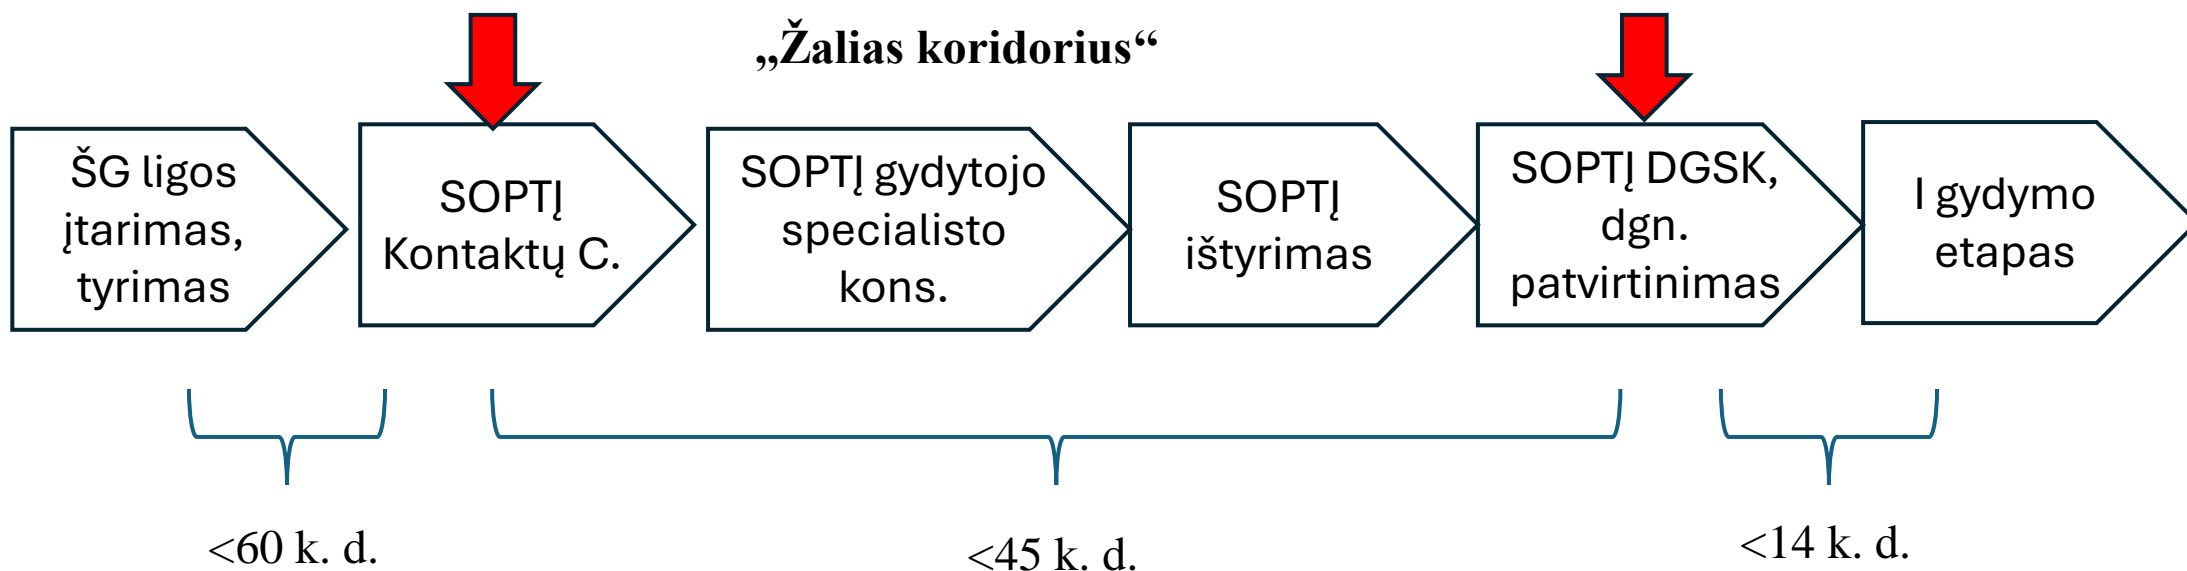 „Žalias koridorius“
ŠG ligos
įtarimas,
tyrimas
SOPTĮ
Kontaktų C.
SOPTĮ gydytojo
specialisto
kons.
SOPTĮ
ištyrimas
SOPTĮ DGSK,
dgn.
patvirtinimas
I gydymo
etapas
<60 k. d.
<45 k. d.
<14 k. d.